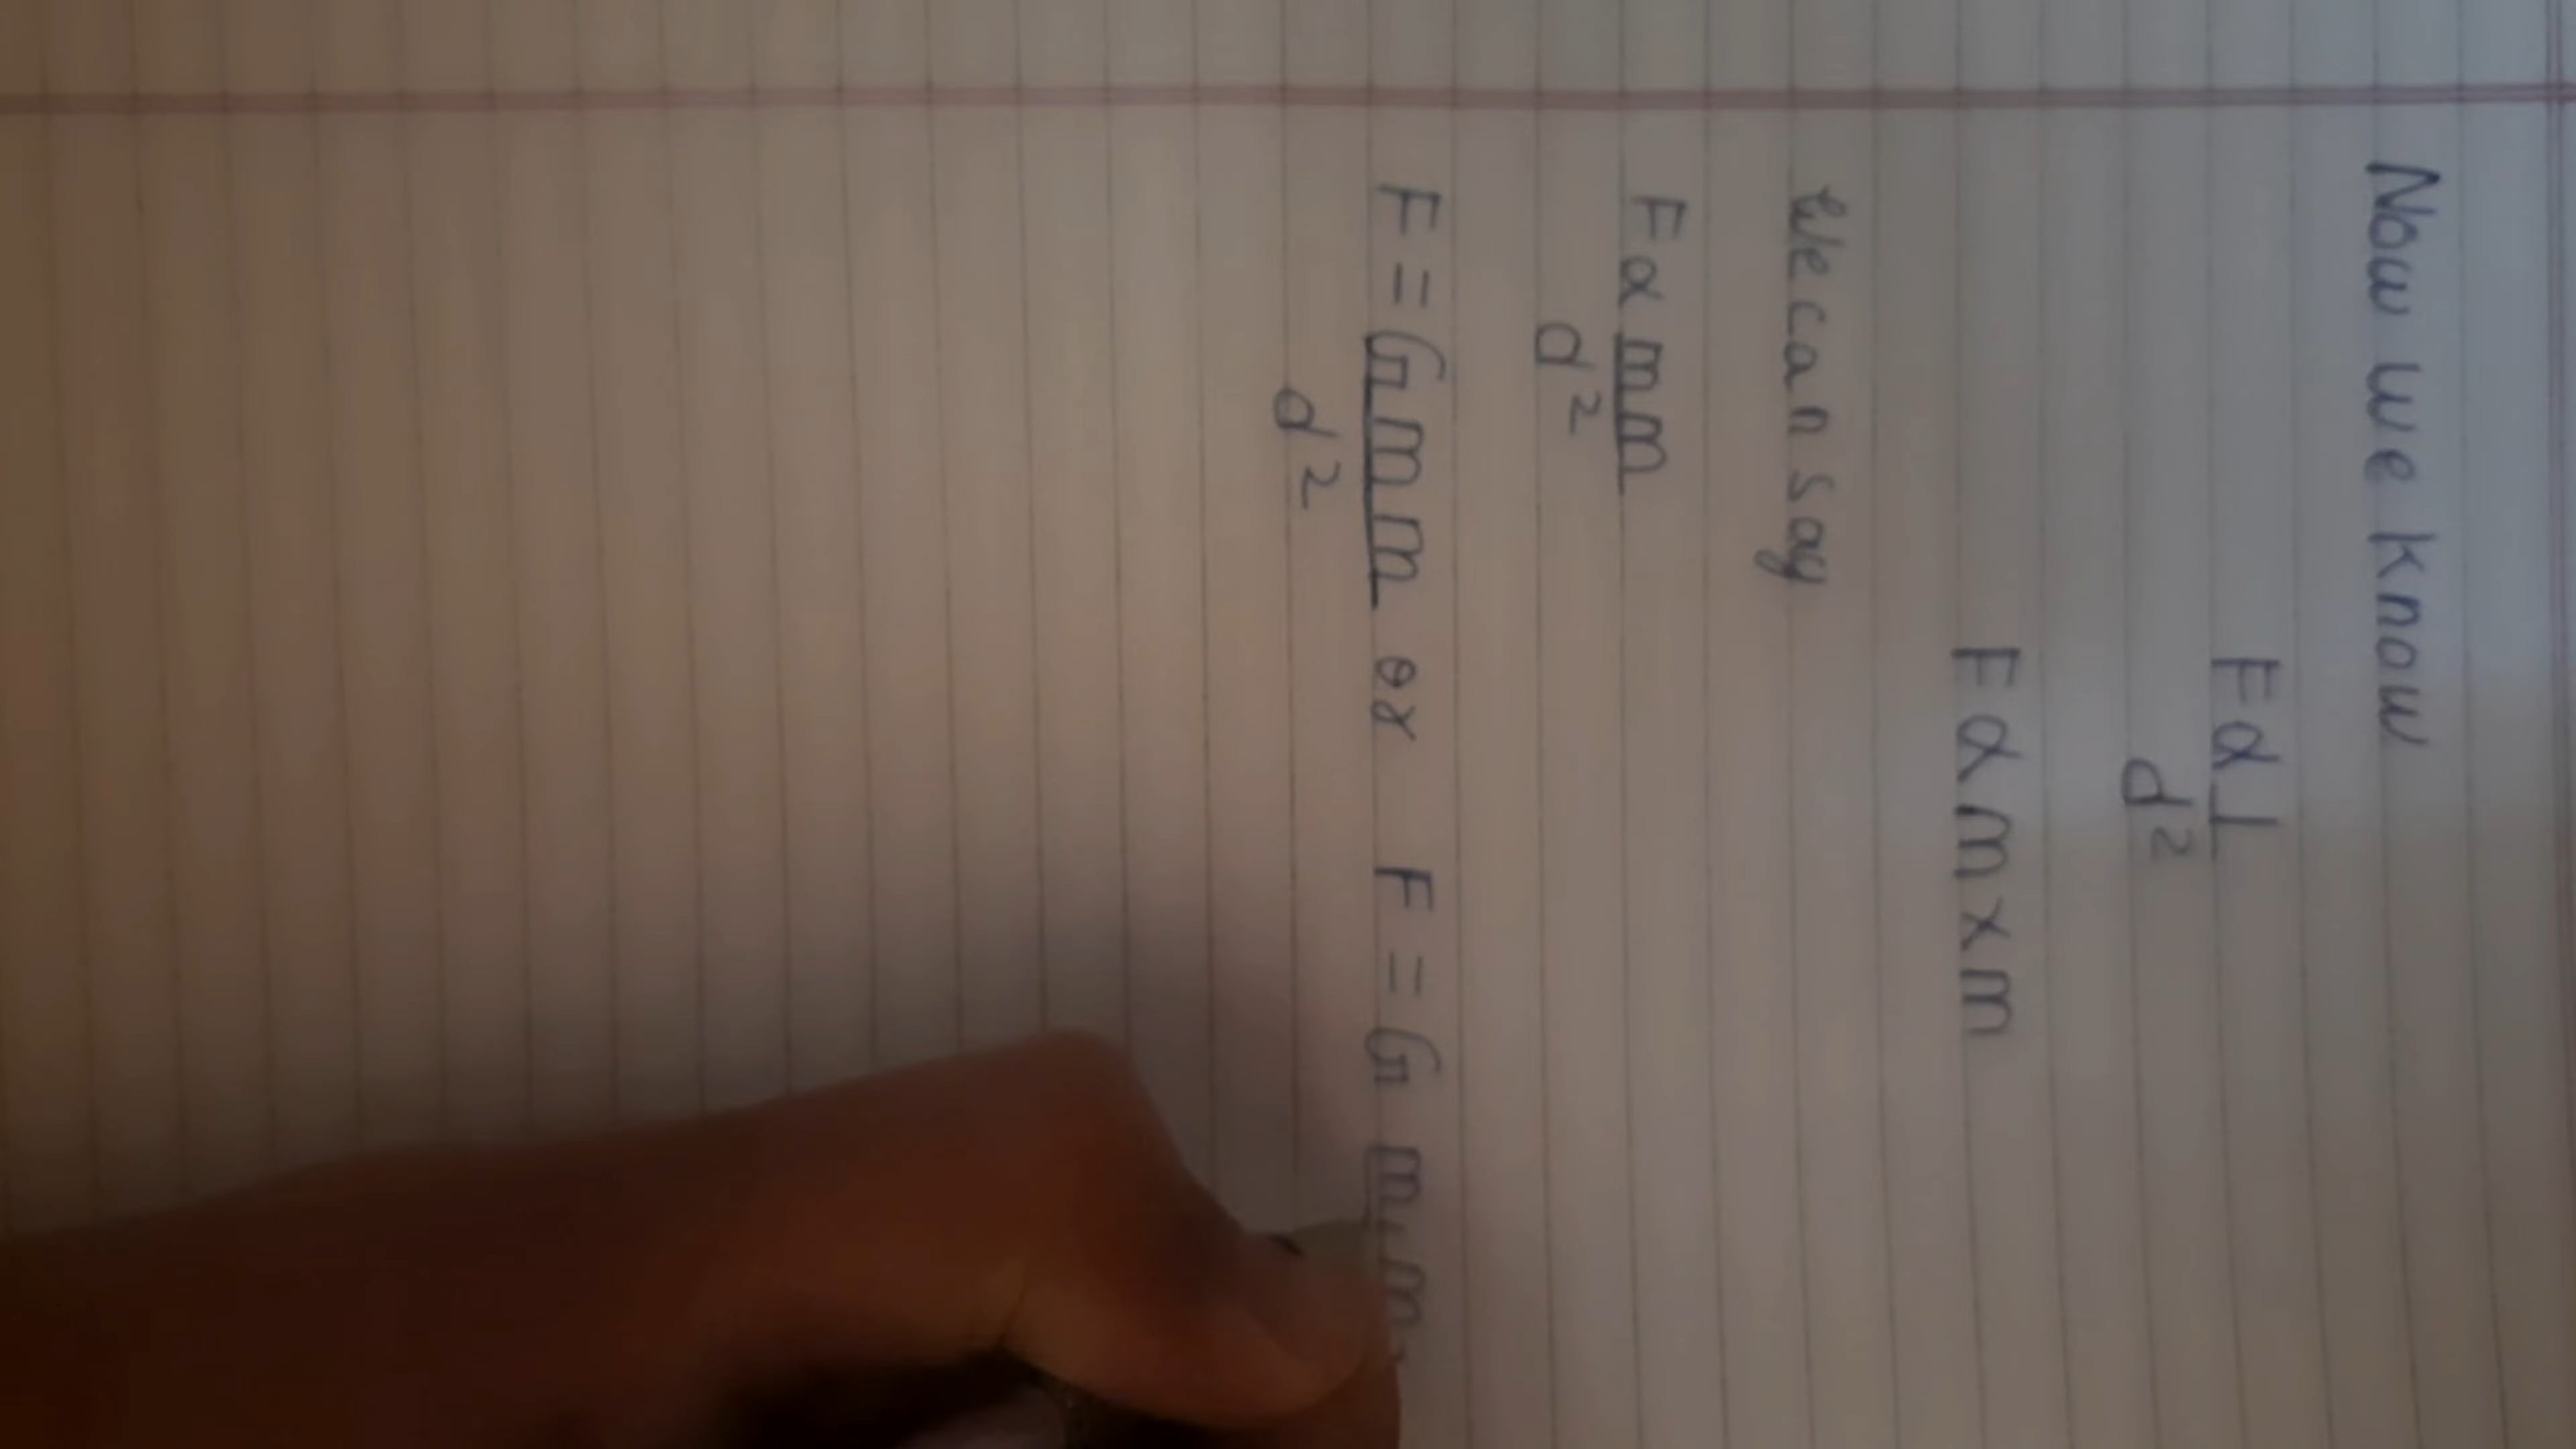 Now we know
F α 1
d²
F α m x m
We can say
F α mm
d²
F = Gmm or F = G m₁m
d²